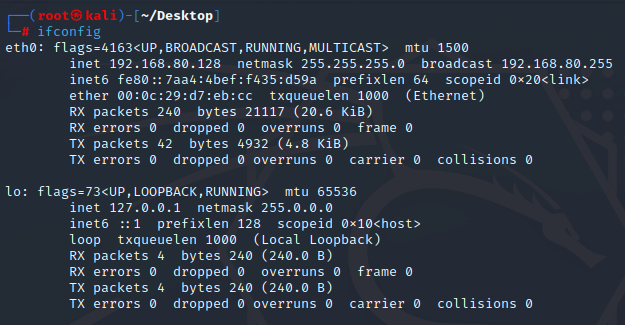 ┌──(root㉿kali)-[~/Desktop]
└─# ifconfig
eth0: flags=4163<UP,BROADCAST,RUNNING,MULTICAST>  mtu 1500
        inet 192.168.80.128  netmask 255.255.255.0  broadcast 192.168.80.255
        inet6 fe80::7aa4:4bef:f435:d59a  prefixlen 64  scopeid 0×20<link>
        ether 00:0c:29:d7:eb:cc  txqueuelen 1000  (Ethernet)
        RX packets 240  bytes 21117 (20.6 KiB)
        RX errors 0  dropped 0  overruns 0  frame 0
        TX packets 42  bytes 4932 (4.8 KiB)
        TX errors 0  dropped 0 overruns 0  carrier 0  collisions 0

lo: flags=73<UP,LOOPBACK,RUNNING>  mtu 65536
        inet 127.0.0.1  netmask 255.0.0.0
        inet6 ::1  prefixlen 128  scopeid 0×10<host>
        loop  txqueuelen 1000  (Local Loopback)
        RX packets 4  bytes 240 (240.0 B)
        RX errors 0  dropped 0  overruns 0  frame 0
        TX packets 4  bytes 240 (240.0 B)
        TX errors 0  dropped 0 overruns 0  carrier 0  collisions 0